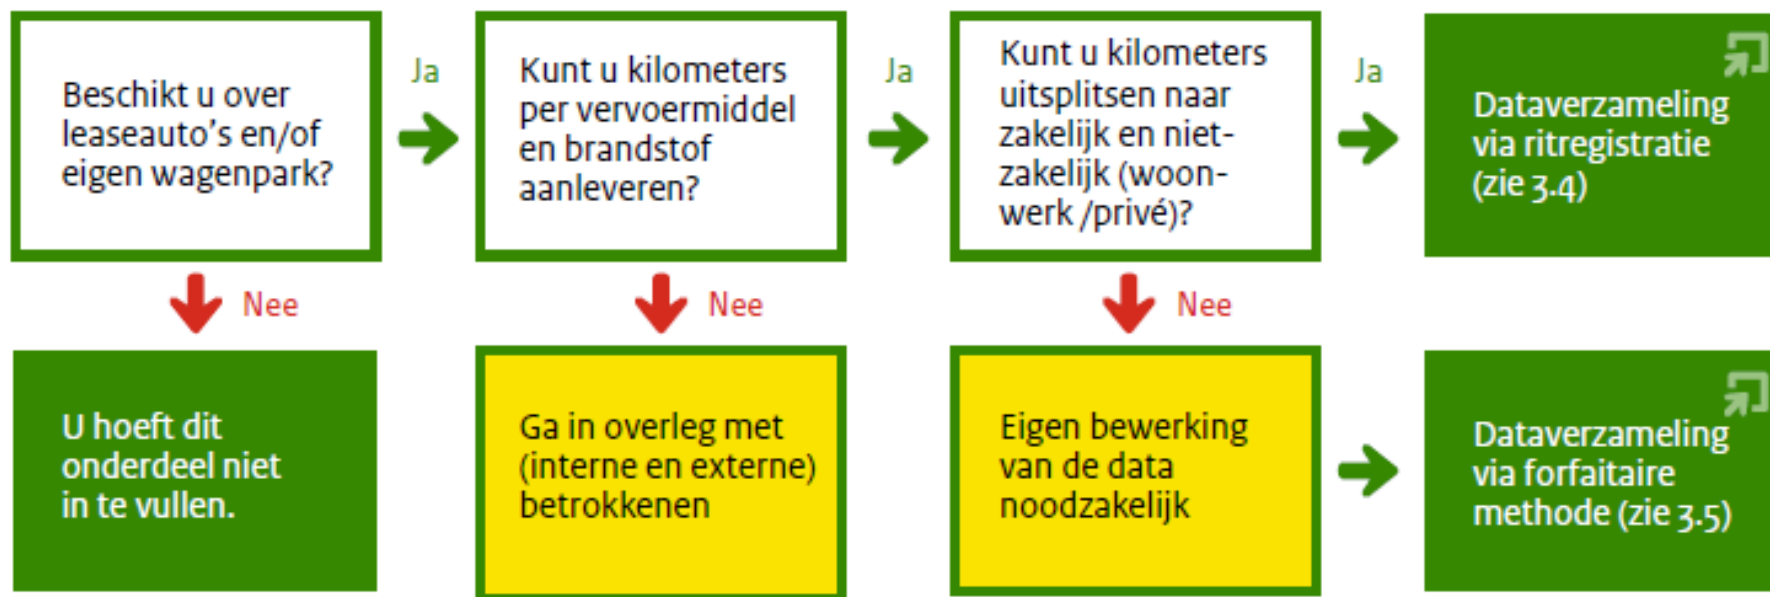 Beschikt u over
leaseauto's en/of
eigen wagenpark?
Ja
Kunt u kilometers
per vervoermiddel
en brandstof
aanleveren?
Ja
Kunt u kilometers
uitsplitsen naar
zakelijk en niet-
zakelijk (woon-
werk /privé)?
Ja
Dataverzameling
via ritregistratie
(zie 3.4)
Nee
Nee
Nee
U hoeft dit
onderdeel niet
in te vullen.
Ga in overleg met
(interne en externe)
betrokkenen
Eigen bewerking
van de data
noodzakelijk
Dataverzameling
via forfaitaire
methode (zie 3.5)